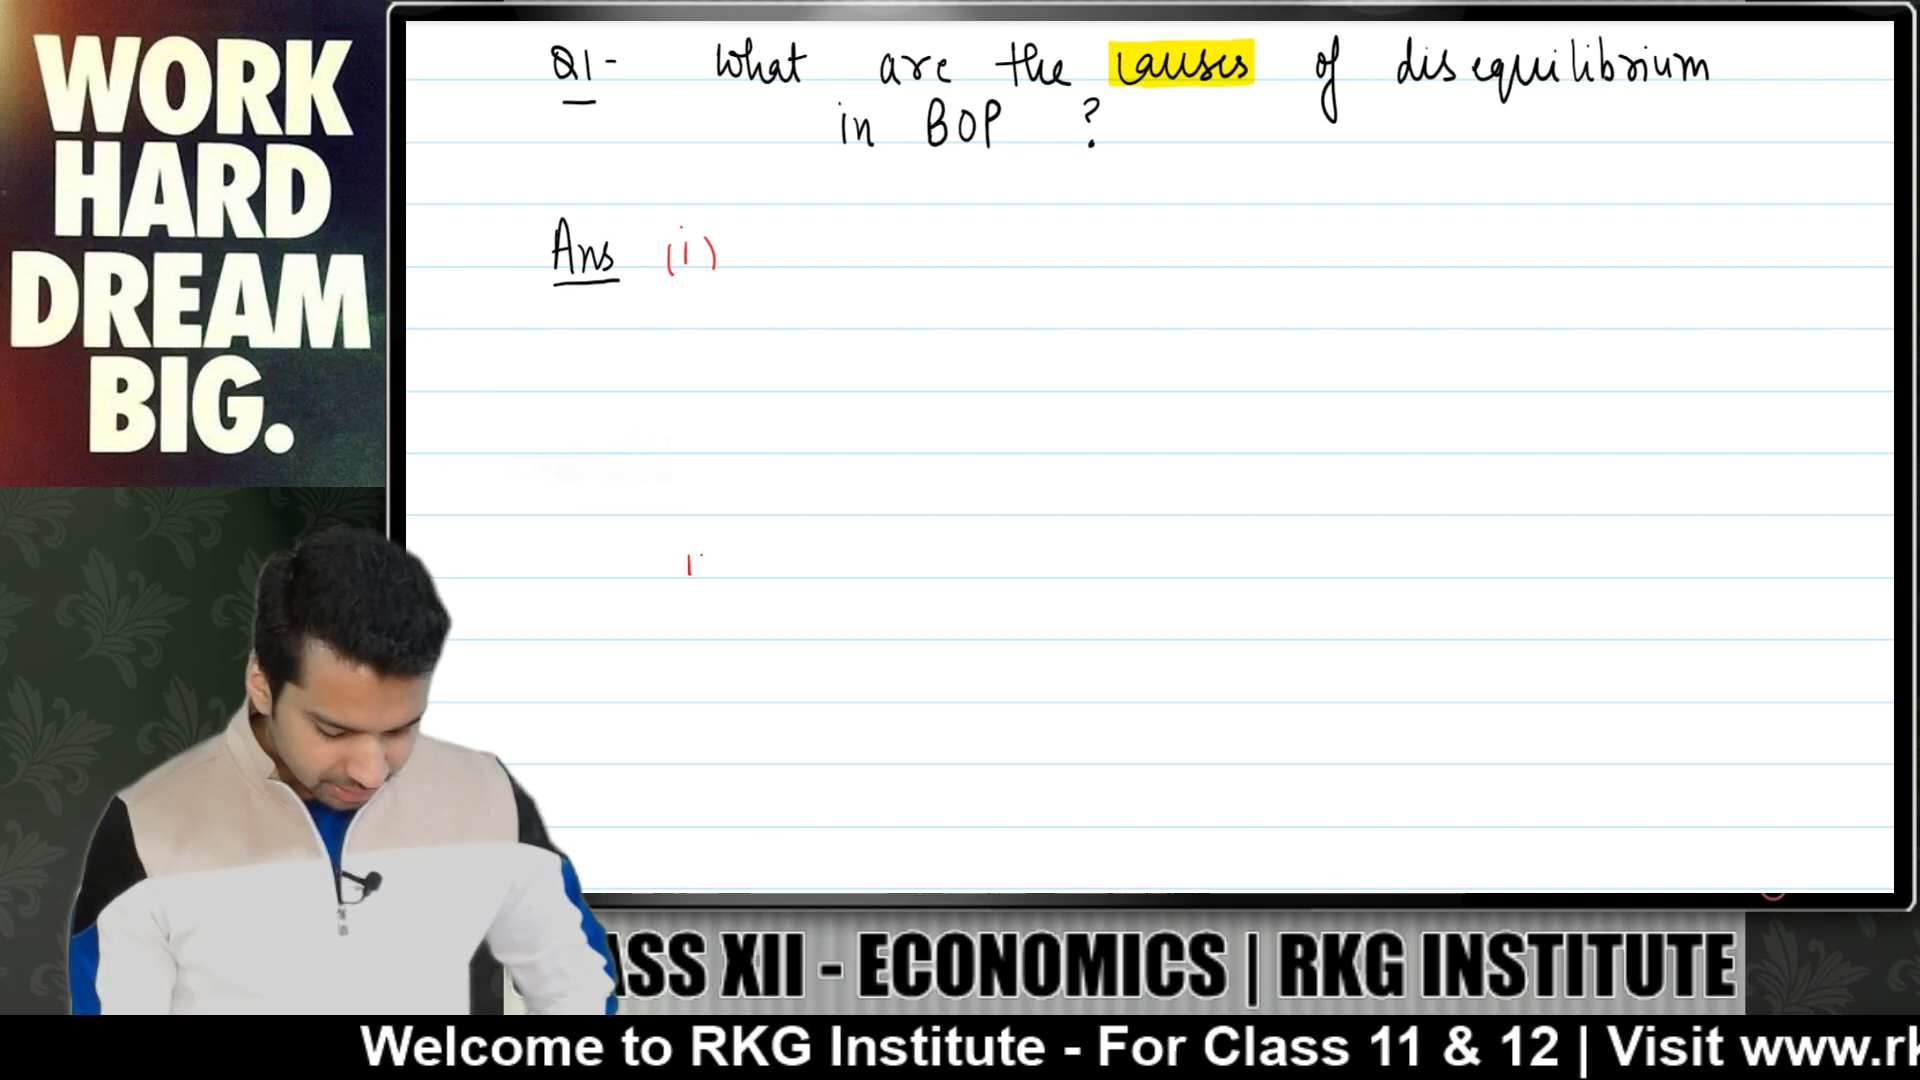 WORK
HARD
DREAM
BIG.
Q1- What are the causes of disequilibrium
in BOP ?
Ans (i)
ASS XII - ECONOMICS | RKG INSTITUTE
Welcome to RKG Institute - For Class 11 & 12 | Visit www.rk